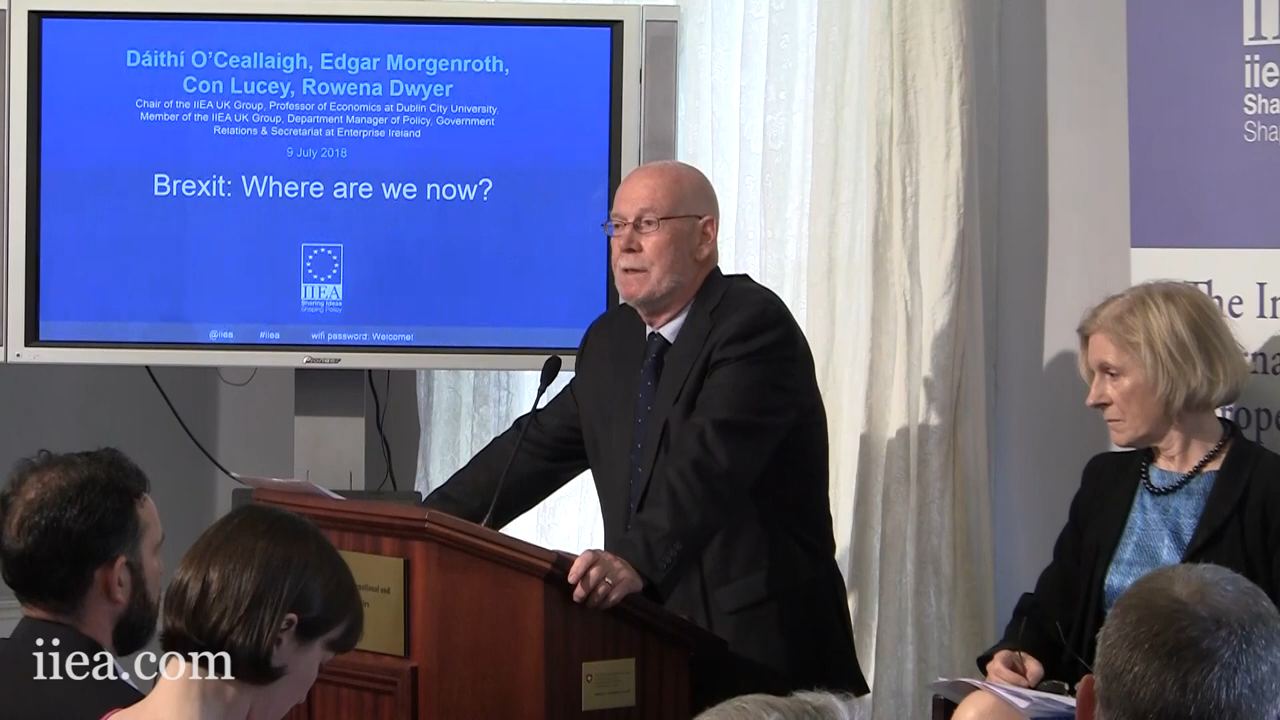 Dáithí O'Ceallaigh, Edgar Morgenroth,
Con Lucey, Rowena Dwyer
Chair of the IIEA UK Group, Professor of Economics at Dublin City University,
Member of the IIEA UK Group, Department Manager of Policy, Government
Relations & Secretariat at Enterprise Ireland
9 July 2018
Brexit: Where are we now?
IIEA
Sharing Ideas
Shaping Policy
@iiea #iiea wifi password: Welcome!
PIONEER
iie
Sha
Sha
The In
rna
rope
iiea.com